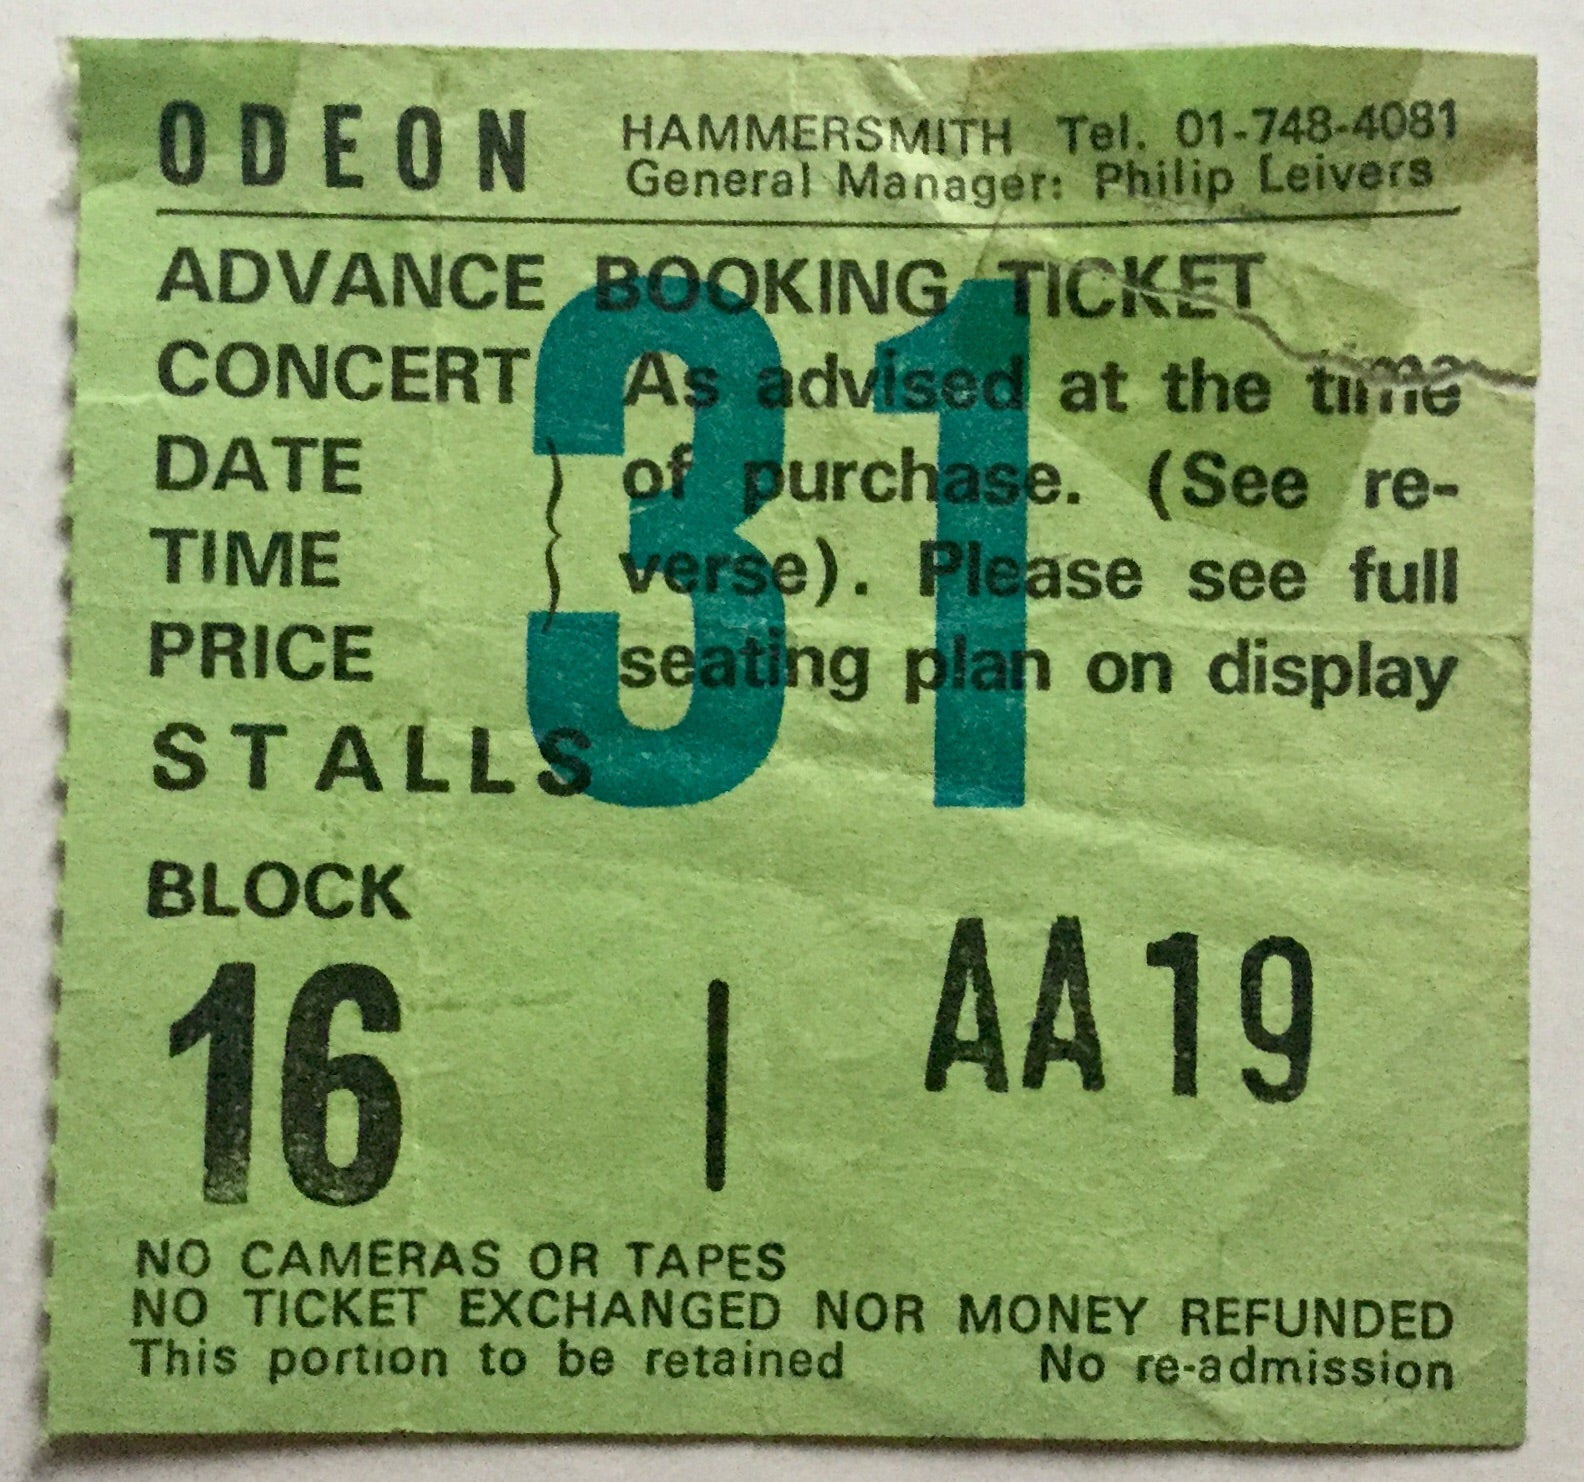 ODEON HAMMERSMITH Tel. 01-748-4081
General Manager: Philip Leivers
ADVANCE BOOKING TICKET
CONCERT As advised at the time
DATE of purchase. (See re-
TIME verse). Please see full
PRICE seating plan on display
31
STALLS
BLOCK
16 | AA 19
NO CAMERAS OR TAPES
NO TICKET EXCHANGED NOR MONEY REFUNDED
This portion to be retained No re-admission